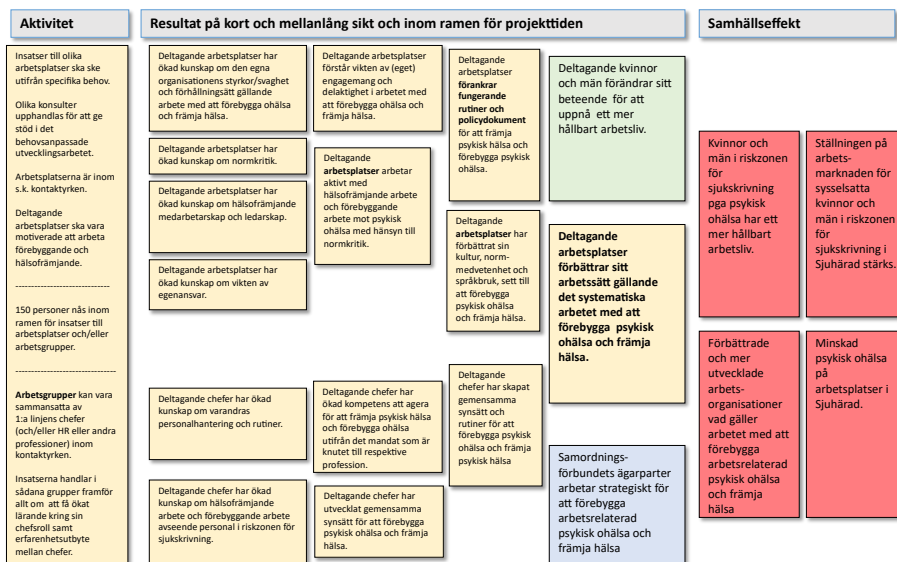 Aktivitet
Resultat på kort och mellanlång sikt och inom ramen för projekttiden
Samhällseffekt
Insatser till olika
arbetsplatser ska ske
utifrån specifika behov.
Olika konsulter
upphandlas för att ge
stöd i det
behovsanpassade
utvecklingsarbetet.
Arbetsplatserna är inom
s.k. kontaktyrken.
Deltagande
arbetsplatser ska vara
motiverade att arbeta
förebyggande och
hälsofrämjande.
------------------------------
150 personer nås inom
ramen för insatser till
arbetsplatser och/eller
arbetsgrupper.
--------------------------------
Arbetsgrupper kan vara
sammansatta av
1:a linjens chefer
(och/eller HR eller andra
professioner) inom
kontaktyrken.
Insatserna handlar i
sådana grupper framför
allt om att få ökat
lärande kring sin
chefsroll samt
erfarenhetsutbyte
mellan chefer.
Deltagande arbetsplatser har
ökad kunskap om den egna
organisationens styrkor/svaghet
och förhållningsätt gällande
arbete med att förebygga ohälsa
och främja hälsa.
Deltagande arbetsplatser har
ökad kunskap om normkritik.
Deltagande arbetsplatser har
ökad kunskap om hälsofrämjande
medarbetarskap och ledarskap.
Deltagande arbetsplatser har
ökad kunskap om vikten av
egenansvar.
Deltagande chefer har ökad
kunskap om varandras
personalhantering och rutiner.
Deltagande chefer har ökad
kunskap om hälsofrämjande
arbete och förebyggande arbete
avseende personal i riskzonen för
sjukskrivning.
Deltagande arbetsplatser
förstår vikten av (eget)
engagemang och
delaktighet i arbetet med
att förebygga ohälsa och
främja hälsa.
Deltagande
arbetsplatser arbetar
aktivt med
hälsofrämjande arbete
och förebyggande
arbete mot psykisk
ohälsa med hänsyn till
normkritik.
Deltagande chefer har
ökad kompetens att agera
för att främja psykisk hälsa
och förebygga ohälsa
utifrån det mandat som är
knutet till respektive
profession.
Deltagande chefer har
utvecklat gemensamma
synsätt för att förebygga
psykisk ohälsa och främja
hälsa.
Deltagande
arbetsplatser
förankrar
fungerande
rutiner och
policydokument
för att främja
psykisk hälsa och
förebygga psykisk
ohälsa.
Deltagande
arbetsplatser har
förbättrat sin
kultur, norm-
medvetenhet och
språkbruk, sett till
att förebygga
psykisk ohälsa
och främja hälsa.
Deltagande
chefer har skapat
gemensamma
synsätt och
rutiner för att
förebygga psykisk
ohälsa och främja
psykisk hälsa
Deltagande kvinnor
och män förändrar sitt
beteende för att
uppnå ett mer
hållbart arbetsliv.
Deltagande
arbetsplatser
förbättrar sitt
arbetssätt gällande
det systematiska
arbetet med att
förebygga psykisk
ohälsa och främja
hälsa.
Samordnings-
förbundets ägarparter
arbetar strategiskt för
att förebygga
arbetsrelaterad
psykisk ohälsa och
främja hälsa
Kvinnor och
män i riskzonen
för
sjukskrivning
pga psykisk
ohälsa har ett
mer hållbart
arbetsliv.
Ställningen på
arbets-
marknaden för
sysselsatta
kvinnor och
män i riskzonen
för
sjukskrivning i
Sjuhärad stärks.
Förbättrade
och mer
utvecklade
arbets-
organisationer
vad gäller
arbetet med att
förebygga
arbetsrelaterad
psykisk ohälsa
och främja
hälsa
Minskad
psykisk ohälsa
på
arbetsplatser i
Sjuhärad.